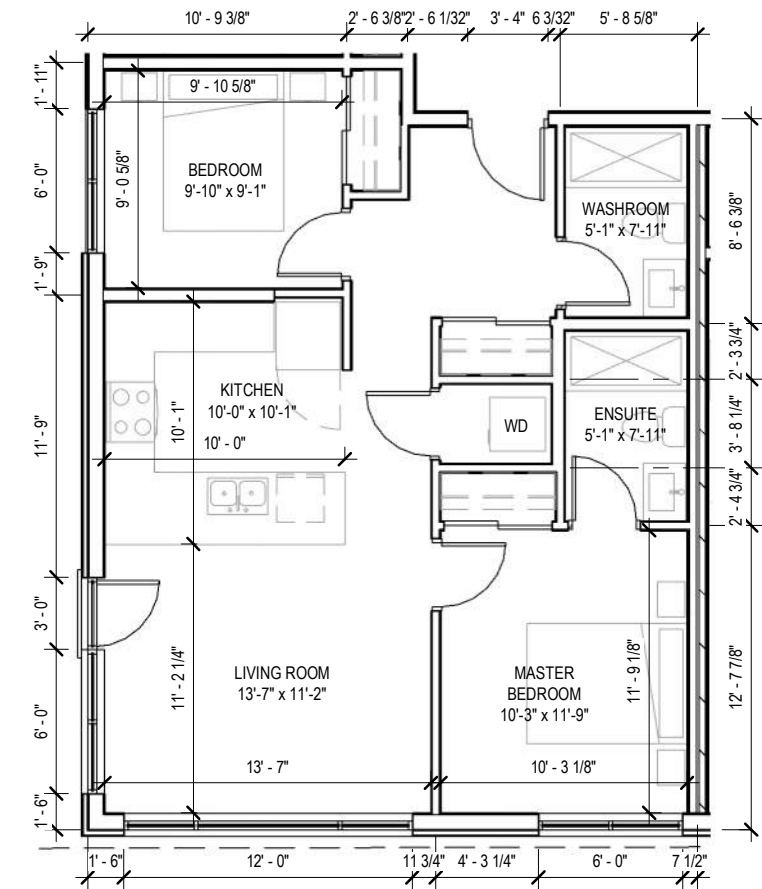 10' - 9 3/8"
2' - 6 3/8"
2' - 6 1/32"
3' - 4"
6 3/32"
5' - 8 5/8"
1' - 11"
9' - 10 5/8"
6' - 0"
9' - 0 5/8"
BEDROOM
9'-10" x 9'-1"
WASHROOM
5'-1" x 7'-11"
8' - 6 3/8"
1' - 9"
2' - 3 3/4"
11' - 9"
10' - 1"
KITCHEN
10'-0" x 10'-1"
10' - 0"
WD
ENSUITE
5'-1" x 7'-11"
3' - 8 1/4"
2' - 4 3/4"
3' - 0"
11' - 2 1/4"
LIVING ROOM
13'-7" x 11'-2"
MASTER
BEDROOM
10'-3" x 11'-9"
11' - 9 1/8"
12' - 7 7/8"
6' - 0"
13' - 7"
10' - 3 1/8"
1' - 6"
1' - 6"
12' - 0"
11 3/4"
4' - 3 1/4"
6' - 0"
7 1/2"